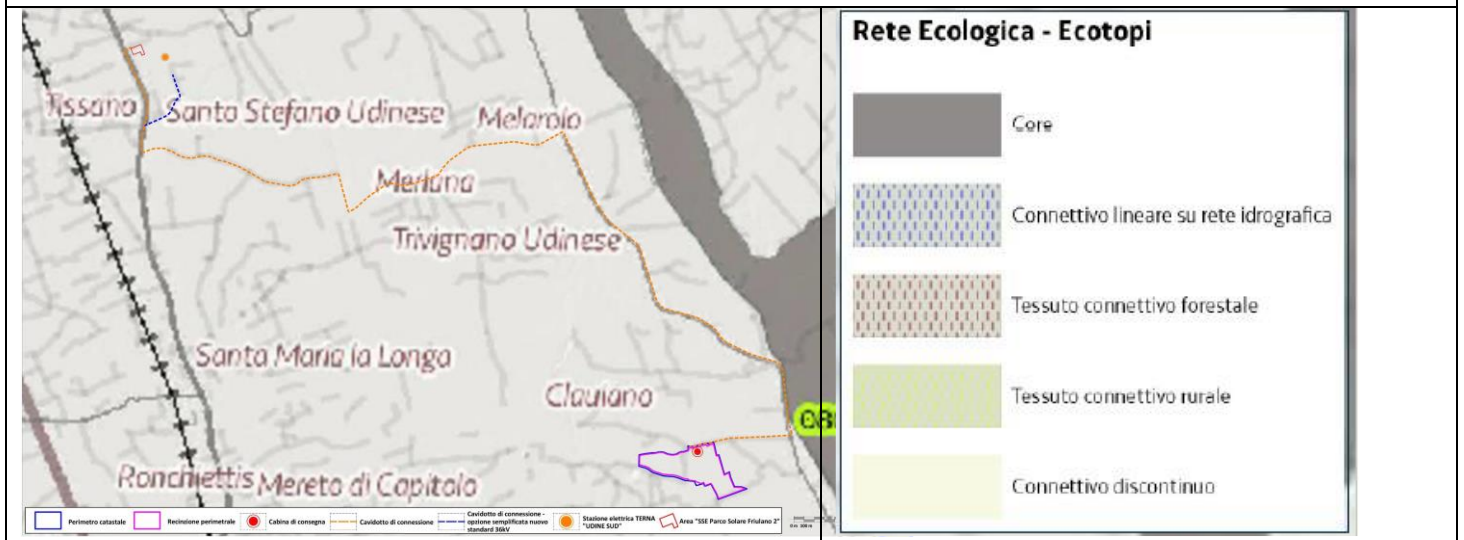 Tissano
Santo Stefano Udinese
Melarolo
Merlana
Trivignano Udinese
Santa Maria la Longa
Clauiano
Ronchiettis
Mereto di Capitolo
Perimetro catastale
Recinzione perimetrale
Cabina di consegna
Cavidotto di connessione
Cavidotto di connessione -
opzione semplificata nuovo
standard 36kV
Stazione elettrica TERNA
"UDINE SUD"
Area "SSE Parco Solare Friulano 2"
Rete Ecologica - Ecotopi
Core
Connettivo lineare su rete idrografica
Tessuto connettivo forestale
Tessuto connettivo rurale
Connettivo discontinuo